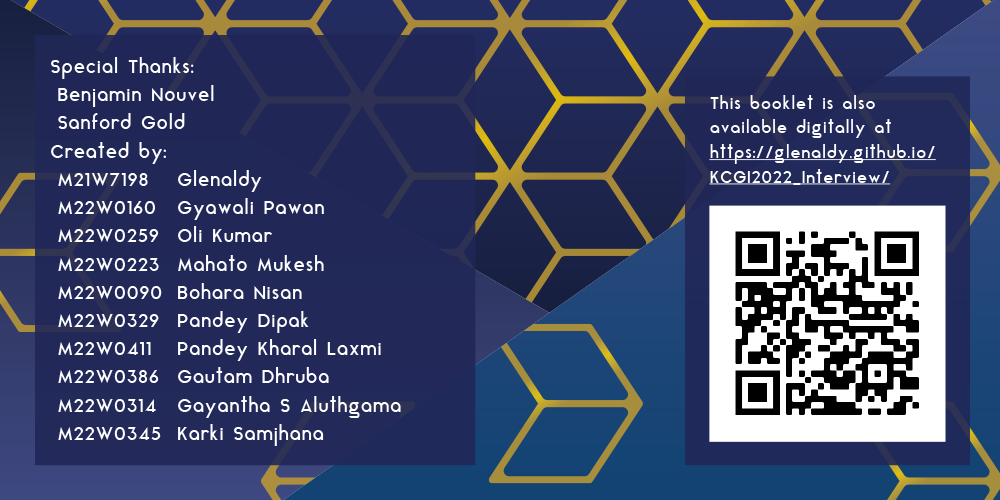 Special Thanks:
Benjamin Nouvel
Sanford Gold
Created by:
M21W7198 Glenaldy
M22W0160 Gyawali Pawan
M22W0259 Oli Kumar
M22W0223 Mahato Mukesh
M22W0090 Bohara Nisan
M22W0329 Pandey Dipak
M22W0411 Pandey Kharal Laxmi
M22W0386 Gautam Dhruba
M22W0314 Gayantha S Aluthgama
M22W0345 Karki Samjhana
This booklet is also
available digitally at
https://glenaldy.github.io/
KCGI2022_Interview/